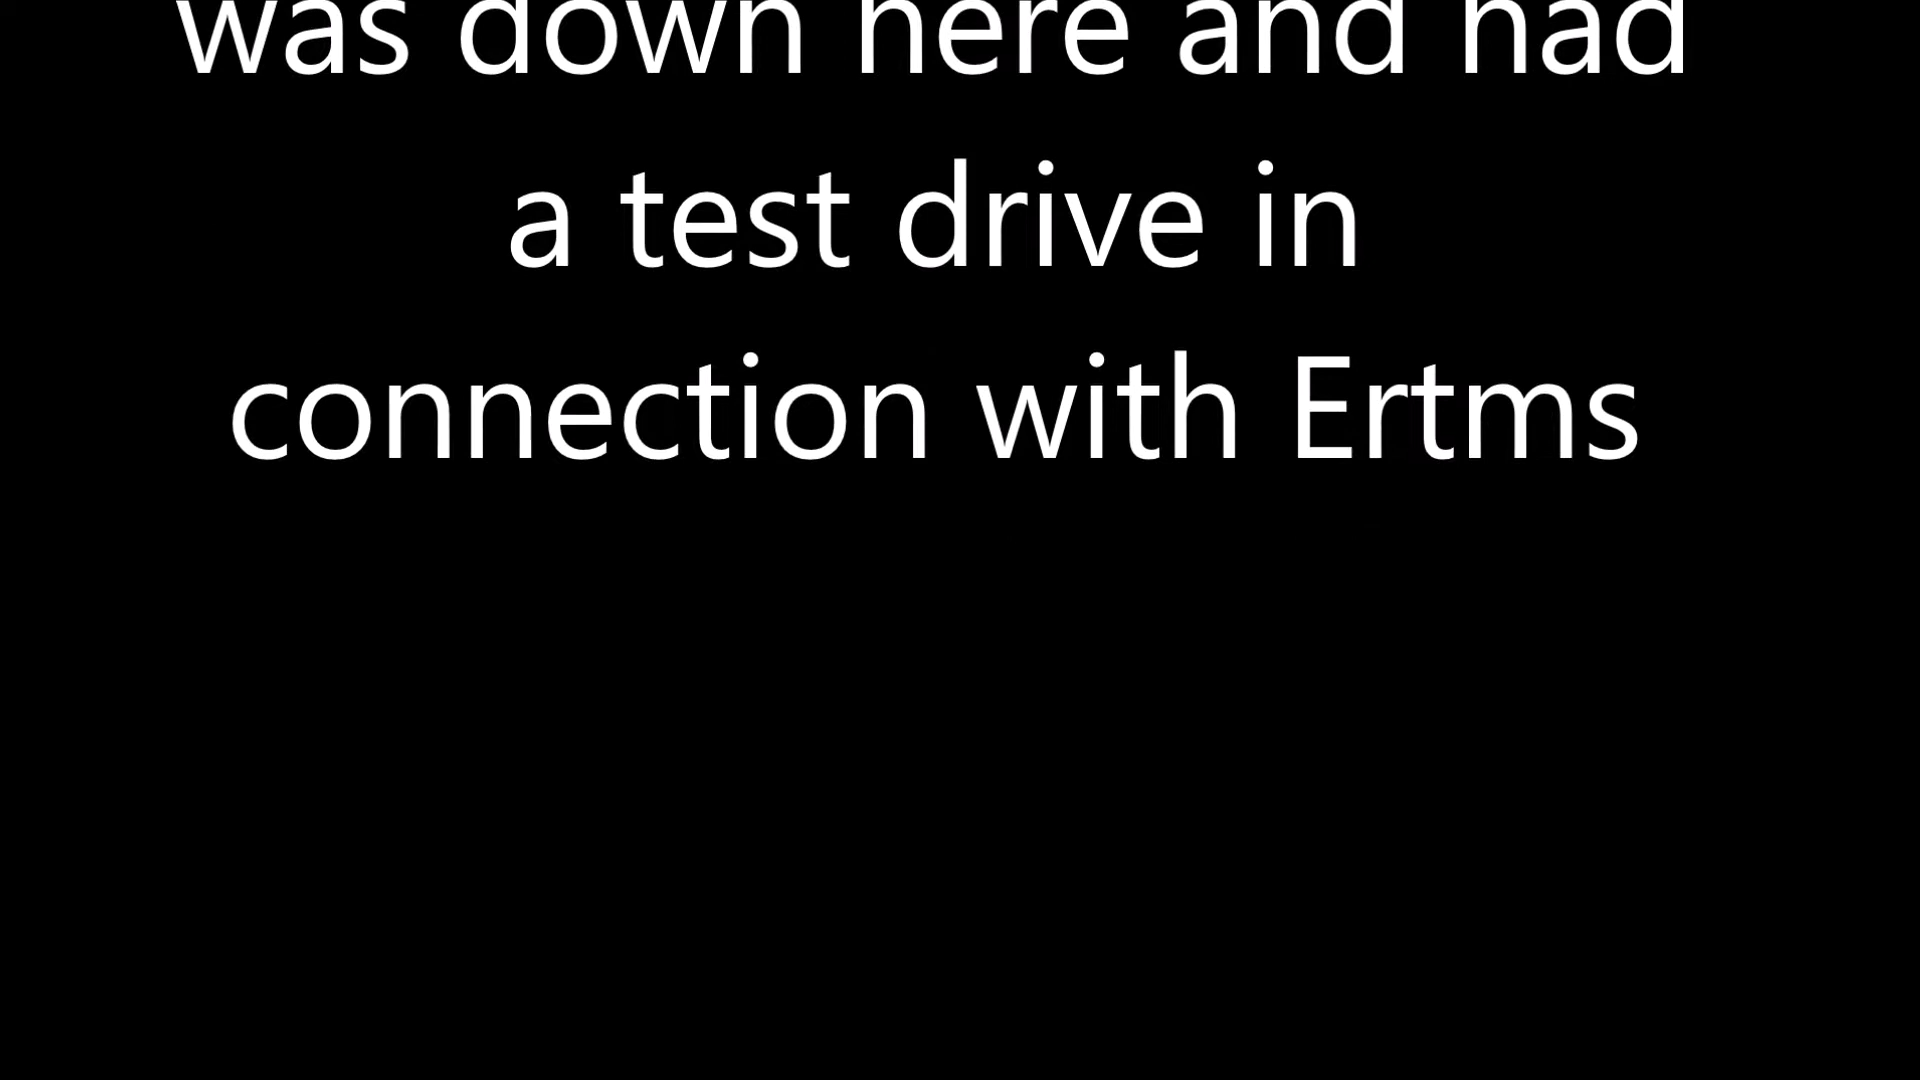 was down here and had
a test drive in
connection with Ertms